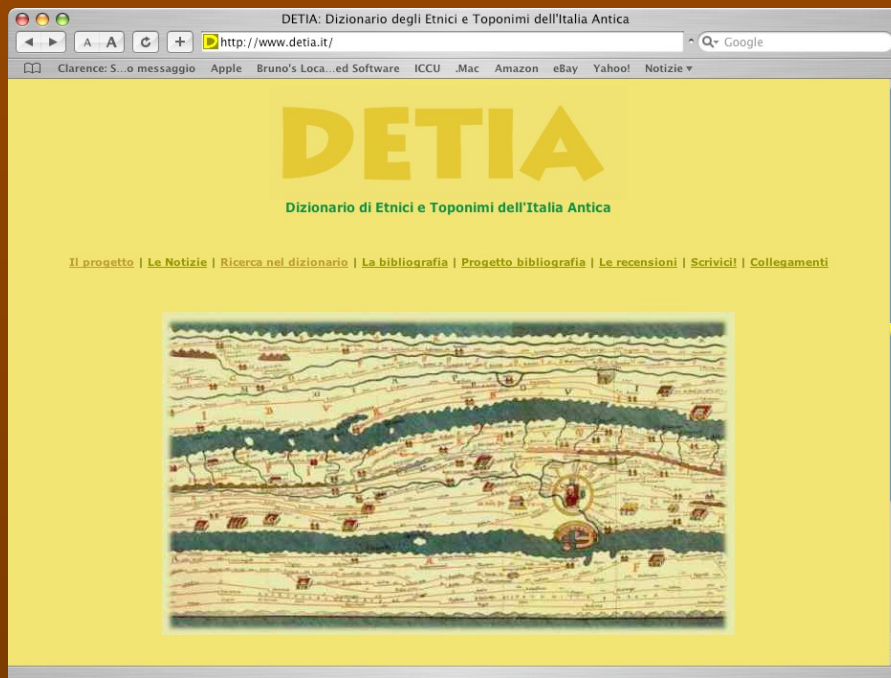 DETIA: Dizionario degli Etnici e Toponimi dell'Italia Antica
A A C + http://www.detia.it/ Google
Clarence: S...o messaggio Apple Bruno's Loca...ed Software ICCU .Mac Amazon eBay Yahoo! Notizie
DETIA
Dizionario di Etnici e Toponimi dell'Italia Antica
Il progetto | Le Notizie | Ricerca nel dizionario | La bibliografia | Progetto bibliografia | Le recensioni | Scrivici! | Collegamenti